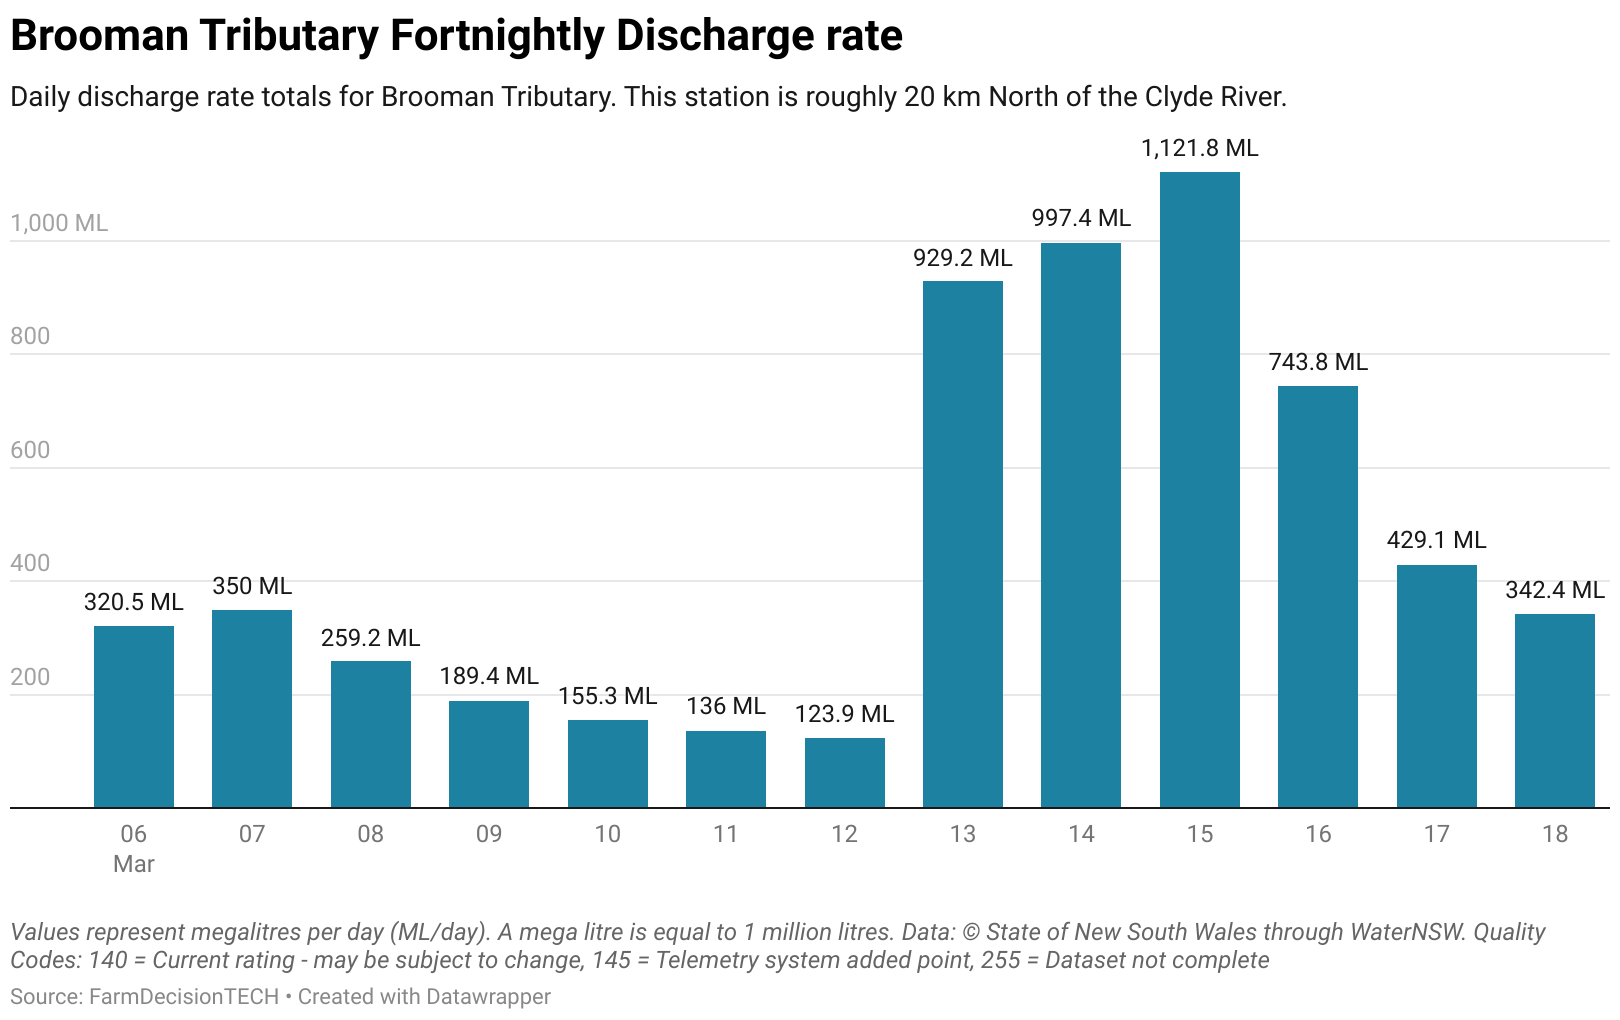 Brooman Tributary Fortnightly Discharge rate
Daily discharge rate totals for Brooman Tributary. This station is roughly 20 km North of the Clyde River.
1,121.8 ML
1,000 ML
997.4 ML
929.2 ML
800
743.8 ML
600
429.1 ML
400
350 ML
342.4 ML
320.5 ML
259.2 ML
200
189.4 ML
155.3 ML
136 ML
123.9 ML
06 07 08 09 10 11 12 13 14 15 16 17 18
Mar
Values represent megalitres per day (ML/day). A mega litre is equal to 1 million litres. Data: © State of New South Wales through WaterNSW. Quality
Codes: 140 = Current rating - may be subject to change, 145 = Telemetry system added point, 255 = Dataset not complete
Source: FarmDecisionTECH • Created with Datawrapper